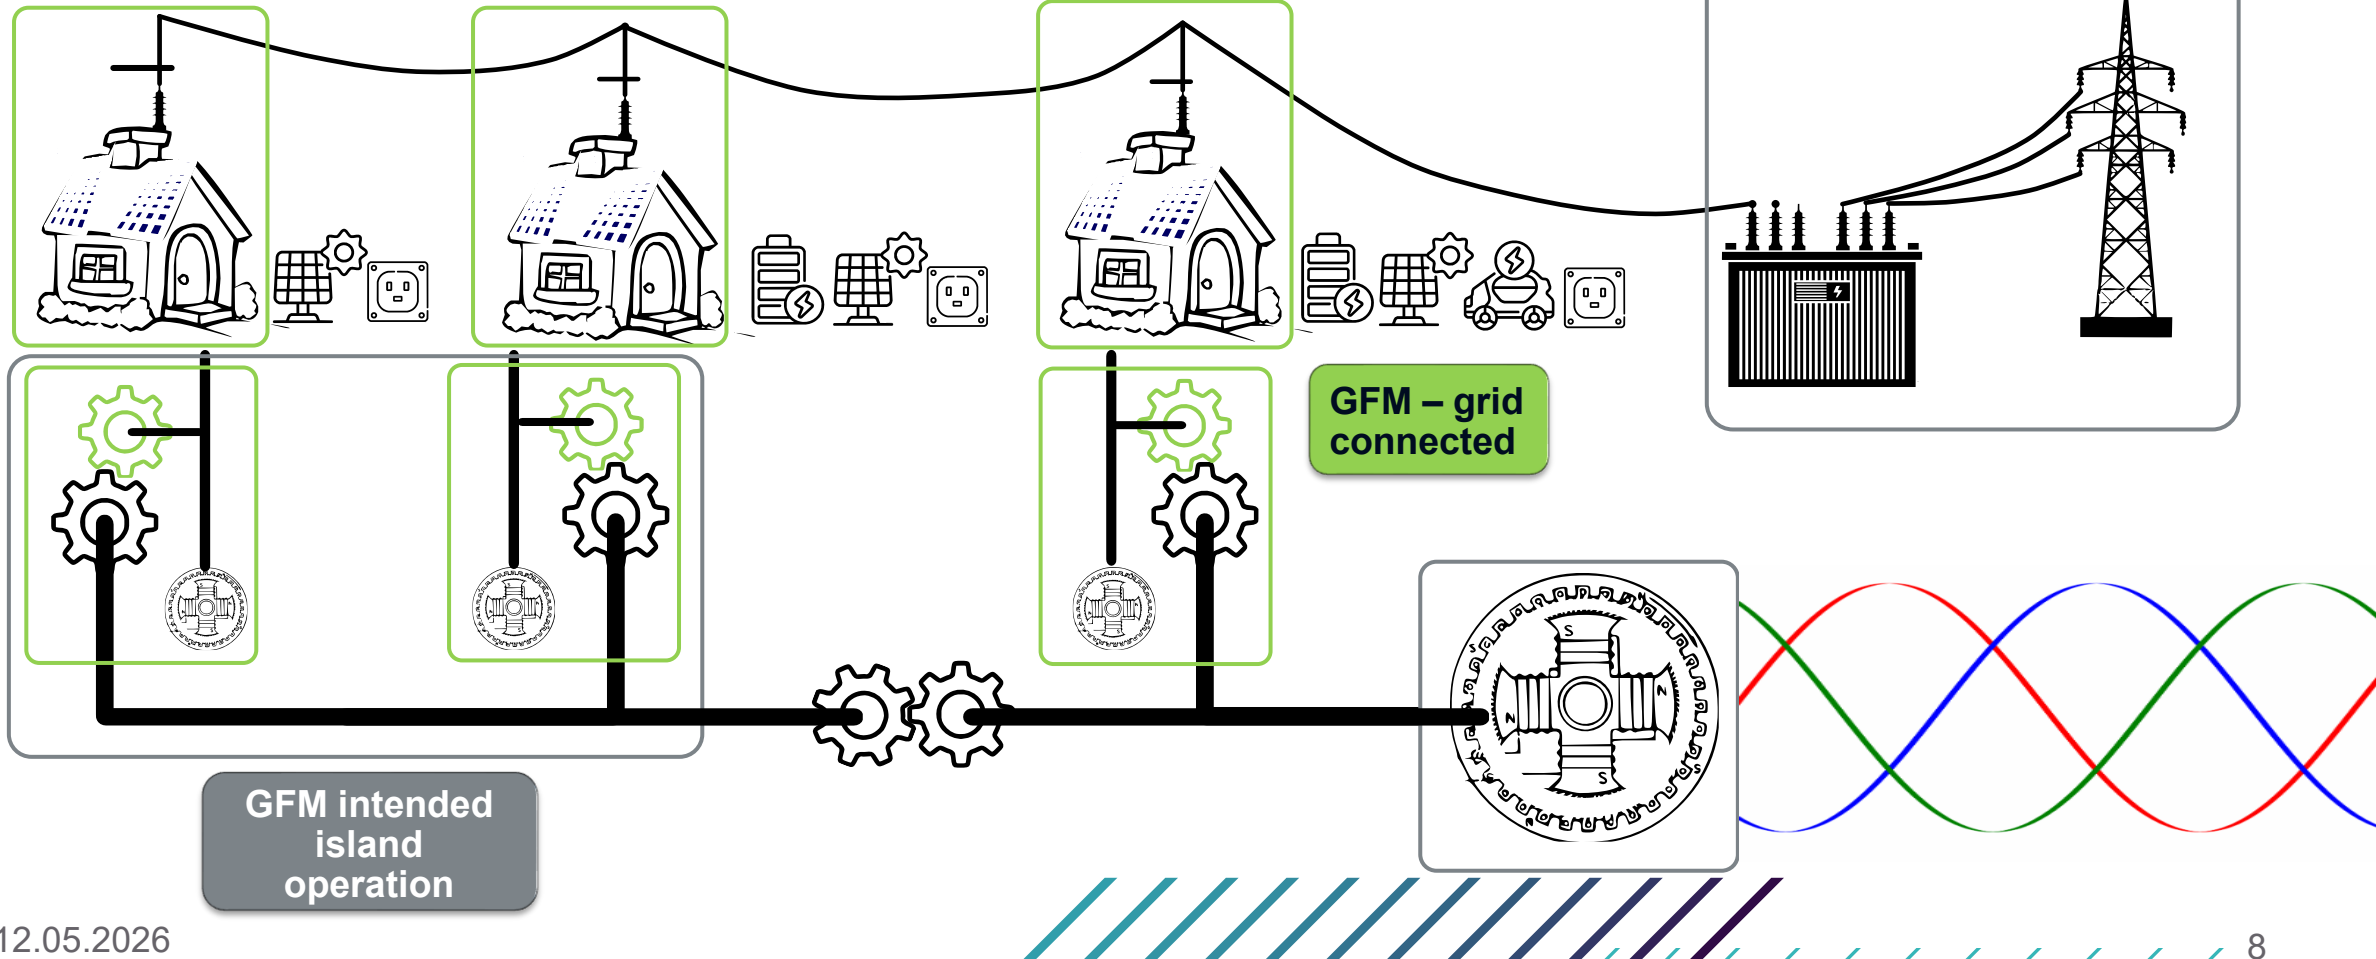 GFM – grid
connected
GFM intended
island
operation
12.05.2026
8